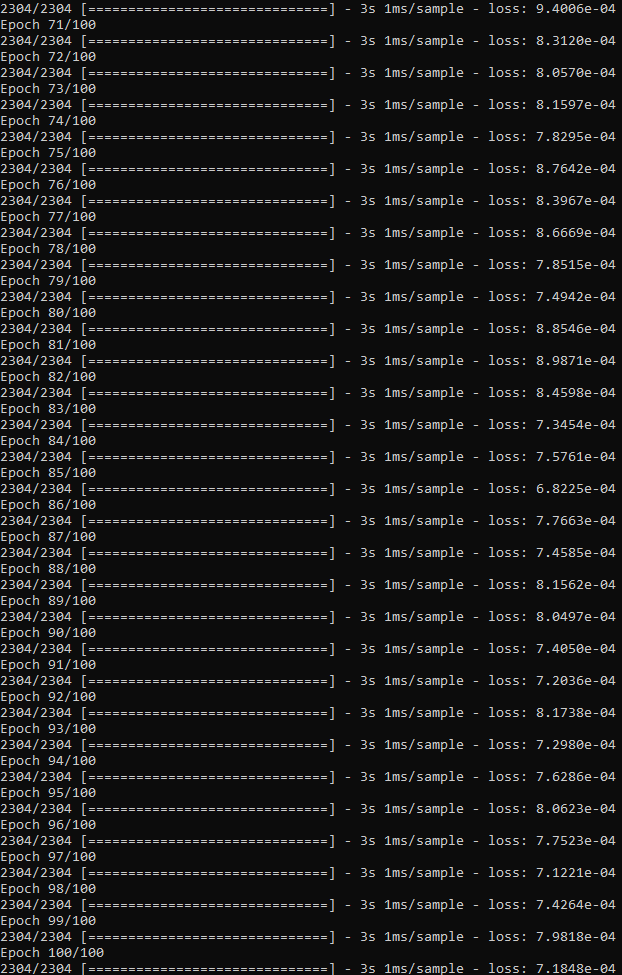 2304/2304 [==============================] - 3s 1ms/sample - loss: 9.4006e-04
Epoch 71/100
2304/2304 [==============================] - 3s 1ms/sample - loss: 8.3120e-04
Epoch 72/100
2304/2304 [==============================] - 3s 1ms/sample - loss: 8.0570e-04
Epoch 73/100
2304/2304 [==============================] - 3s 1ms/sample - loss: 8.1597e-04
Epoch 74/100
2304/2304 [==============================] - 3s 1ms/sample - loss: 7.8295e-04
Epoch 75/100
2304/2304 [==============================] - 3s 1ms/sample - loss: 8.7642e-04
Epoch 76/100
2304/2304 [==============================] - 3s 1ms/sample - loss: 8.3967e-04
Epoch 77/100
2304/2304 [==============================] - 3s 1ms/sample - loss: 8.6669e-04
Epoch 78/100
2304/2304 [==============================] - 3s 1ms/sample - loss: 7.8515e-04
Epoch 79/100
2304/2304 [==============================] - 3s 1ms/sample - loss: 7.4942e-04
Epoch 80/100
2304/2304 [==============================] - 3s 1ms/sample - loss: 8.8546e-04
Epoch 81/100
2304/2304 [==============================] - 3s 1ms/sample - loss: 8.9871e-04
Epoch 82/100
2304/2304 [==============================] - 3s 1ms/sample - loss: 8.4598e-04
Epoch 83/100
2304/2304 [==============================] - 3s 1ms/sample - loss: 7.3454e-04
Epoch 84/100
2304/2304 [==============================] - 3s 1ms/sample - loss: 7.5761e-04
Epoch 85/100
2304/2304 [==============================] - 3s 1ms/sample - loss: 6.8225e-04
Epoch 86/100
2304/2304 [==============================] - 3s 1ms/sample - loss: 7.7663e-04
Epoch 87/100
2304/2304 [==============================] - 3s 1ms/sample - loss: 7.4585e-04
Epoch 88/100
2304/2304 [==============================] - 3s 1ms/sample - loss: 8.1562e-04
Epoch 89/100
2304/2304 [==============================] - 3s 1ms/sample - loss: 8.0497e-04
Epoch 90/100
2304/2304 [==============================] - 3s 1ms/sample - loss: 7.4050e-04
Epoch 91/100
2304/2304 [==============================] - 3s 1ms/sample - loss: 7.2036e-04
Epoch 92/100
2304/2304 [==============================] - 3s 1ms/sample - loss: 8.1738e-04
Epoch 93/100
2304/2304 [==============================] - 3s 1ms/sample - loss: 7.2980e-04
Epoch 94/100
2304/2304 [==============================] - 3s 1ms/sample - loss: 7.6286e-04
Epoch 95/100
2304/2304 [==============================] - 3s 1ms/sample - loss: 8.0623e-04
Epoch 96/100
2304/2304 [==============================] - 3s 1ms/sample - loss: 7.7523e-04
Epoch 97/100
2304/2304 [==============================] - 3s 1ms/sample - loss: 7.1221e-04
Epoch 98/100
2304/2304 [==============================] - 3s 1ms/sample - loss: 7.4264e-04
Epoch 99/100
2304/2304 [==============================] - 3s 1ms/sample - loss: 7.9818e-04
Epoch 100/100
2304/2304 [==============================] - 3s 1ms/sample - loss: 7.1848e-04